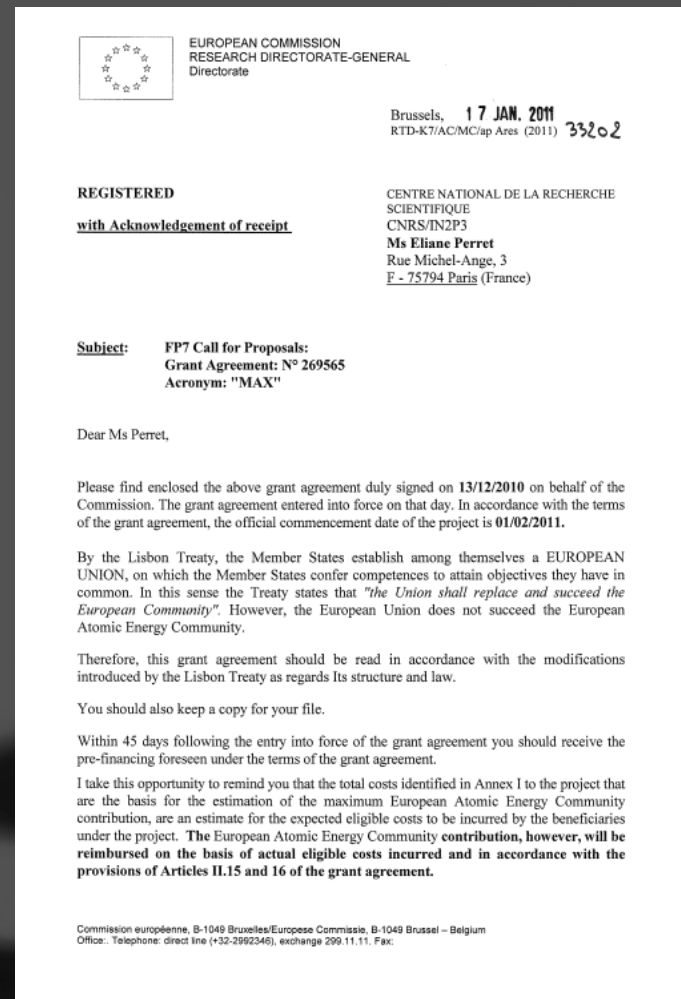 EUROPEAN COMMISSION
RESEARCH DIRECTORATE-GENERAL
Directorate
Brussels, 17 JAN. 2011
RTD-K7/AC/MC/ap Ares (2011) 33202
REGISTERED
with Acknowledgement of receipt
CENTRE NATIONAL DE LA RECHERCHE
SCIENTIFIQUE
CNRS/IN2P3
Ms Eliane Perret
Rue Michel-Ange, 3
F - 75794 Paris (France)
Subject: FP7 Call for Proposals:
Grant Agreement: Nº 269565
Acronym: "MAX"
Dear Ms Perret,
Please find enclosed the above grant agreement duly signed on 13/12/2010 on behalf of the
Commission. The grant agreement entered into force on that day. In accordance with the terms
of the grant agreement, the official commencement date of the project is 01/02/2011.
By the Lisbon Treaty, the Member States establish among themselves a EUROPEAN
UNION, on which the Member States confer competences to attain objectives they have in
common. In this sense the Treaty states that "the Union shall replace and succeed the
European Community". However, the European Union does not succeed the European
Atomic Energy Community.
Therefore, this grant agreement should be read in accordance with the modifications
introduced by the Lisbon Treaty as regards Its structure and law.
You should also keep a copy for your file.
Within 45 days following the entry into force of the grant agreement you should receive the
pre-financing foreseen under the terms of the grant agreement.
I take this opportunity to remind you that the total costs identified in Annex I to the project that
are the basis for the estimation of the maximum European Atomic Energy Community
contribution, are an estimate for the expected eligible costs to be incurred by the beneficiaries
under the project. The European Atomic Energy Community contribution, however, will be
reimbursed on the basis of actual eligible costs incurred and in accordance with the
provisions of Articles II.15 and 16 of the grant agreement.
Commission européenne, B-1049 Bruxelles/Europese Commissie, B-1049 Brussel – Belgium
Office:. Telephone: direct line (+32-2992346), exchange 299.11.11. Fax: